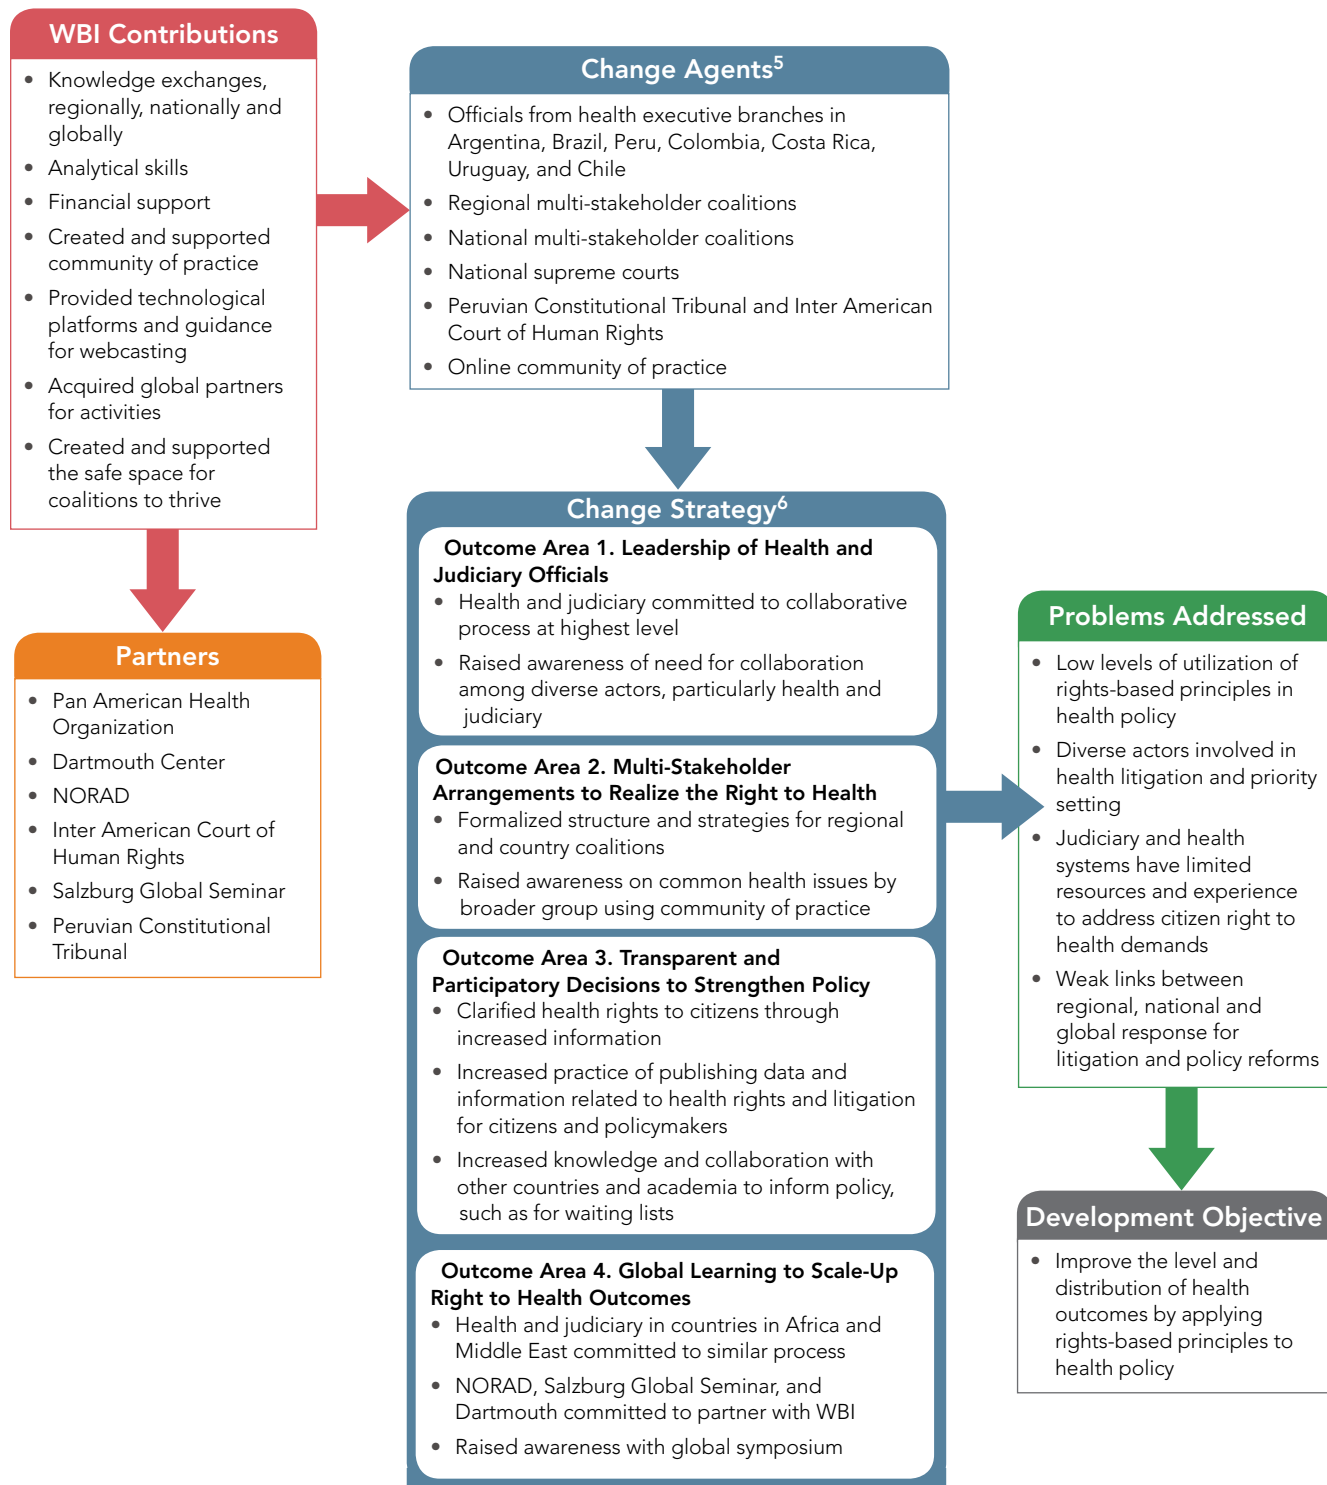 WBI Contributions
• Knowledge exchanges,
regionally, nationally and
globally
• Analytical skills
• Financial support
• Created and supported
community of practice
• Provided technological
platforms and guidance
for webcasting
• Acquired global partners
for activities
• Created and supported
the safe space for
coalitions to thrive
Partners
• Pan American Health
Organization
• Dartmouth Center
• NORAD
• Inter American Court of
Human Rights
• Salzburg Global Seminar
• Peruvian Constitutional
Tribunal
Change Agents5
• Officials from health executive branches in
Argentina, Brazil, Peru, Colombia, Costa Rica,
Uruguay, and Chile
• Regional multi-stakeholder coalitions
• National multi-stakeholder coalitions
• National supreme courts
• Peruvian Constitutional Tribunal and Inter American
Court of Human Rights
• Online community of practice
Change Strategy6
Outcome Area 1. Leadership of Health and
Judiciary Officials
• Health and judiciary committed to collaborative
process at highest level
• Raised awareness of need for collaboration
among diverse actors, particularly health and
judiciary
Outcome Area 2. Multi-Stakeholder
Arrangements to Realize the Right to Health
• Formalized structure and strategies for regional
and country coalitions
• Raised awareness on common health issues by
broader group using community of practice
Outcome Area 3. Transparent and
Participatory Decisions to Strengthen Policy
• Clarified health rights to citizens through
increased information
• Increased practice of publishing data and
information related to health rights and litigation
for citizens and policymakers
• Increased knowledge and collaboration with
other countries and academia to inform policy,
such as for waiting lists
Outcome Area 4. Global Learning to Scale-Up
Right to Health Outcomes
• Health and judiciary in countries in Africa and
Middle East committed to similar process
• NORAD, Salzburg Global Seminar, and
Dartmouth committed to partner with WBI
• Raised awareness with global symposium
Problems Addressed
• Low levels of utilization of
rights-based principles in
health policy
• Diverse actors involved in
health litigation and priority
setting
• Judiciary and health
systems have limited
resources and experience
to address citizen right to
health demands
• Weak links between
regional, national and
global response for
litigation and policy reforms
Development Objective
• Improve the level and
distribution of health
outcomes by applying
rights-based principles to
health policy